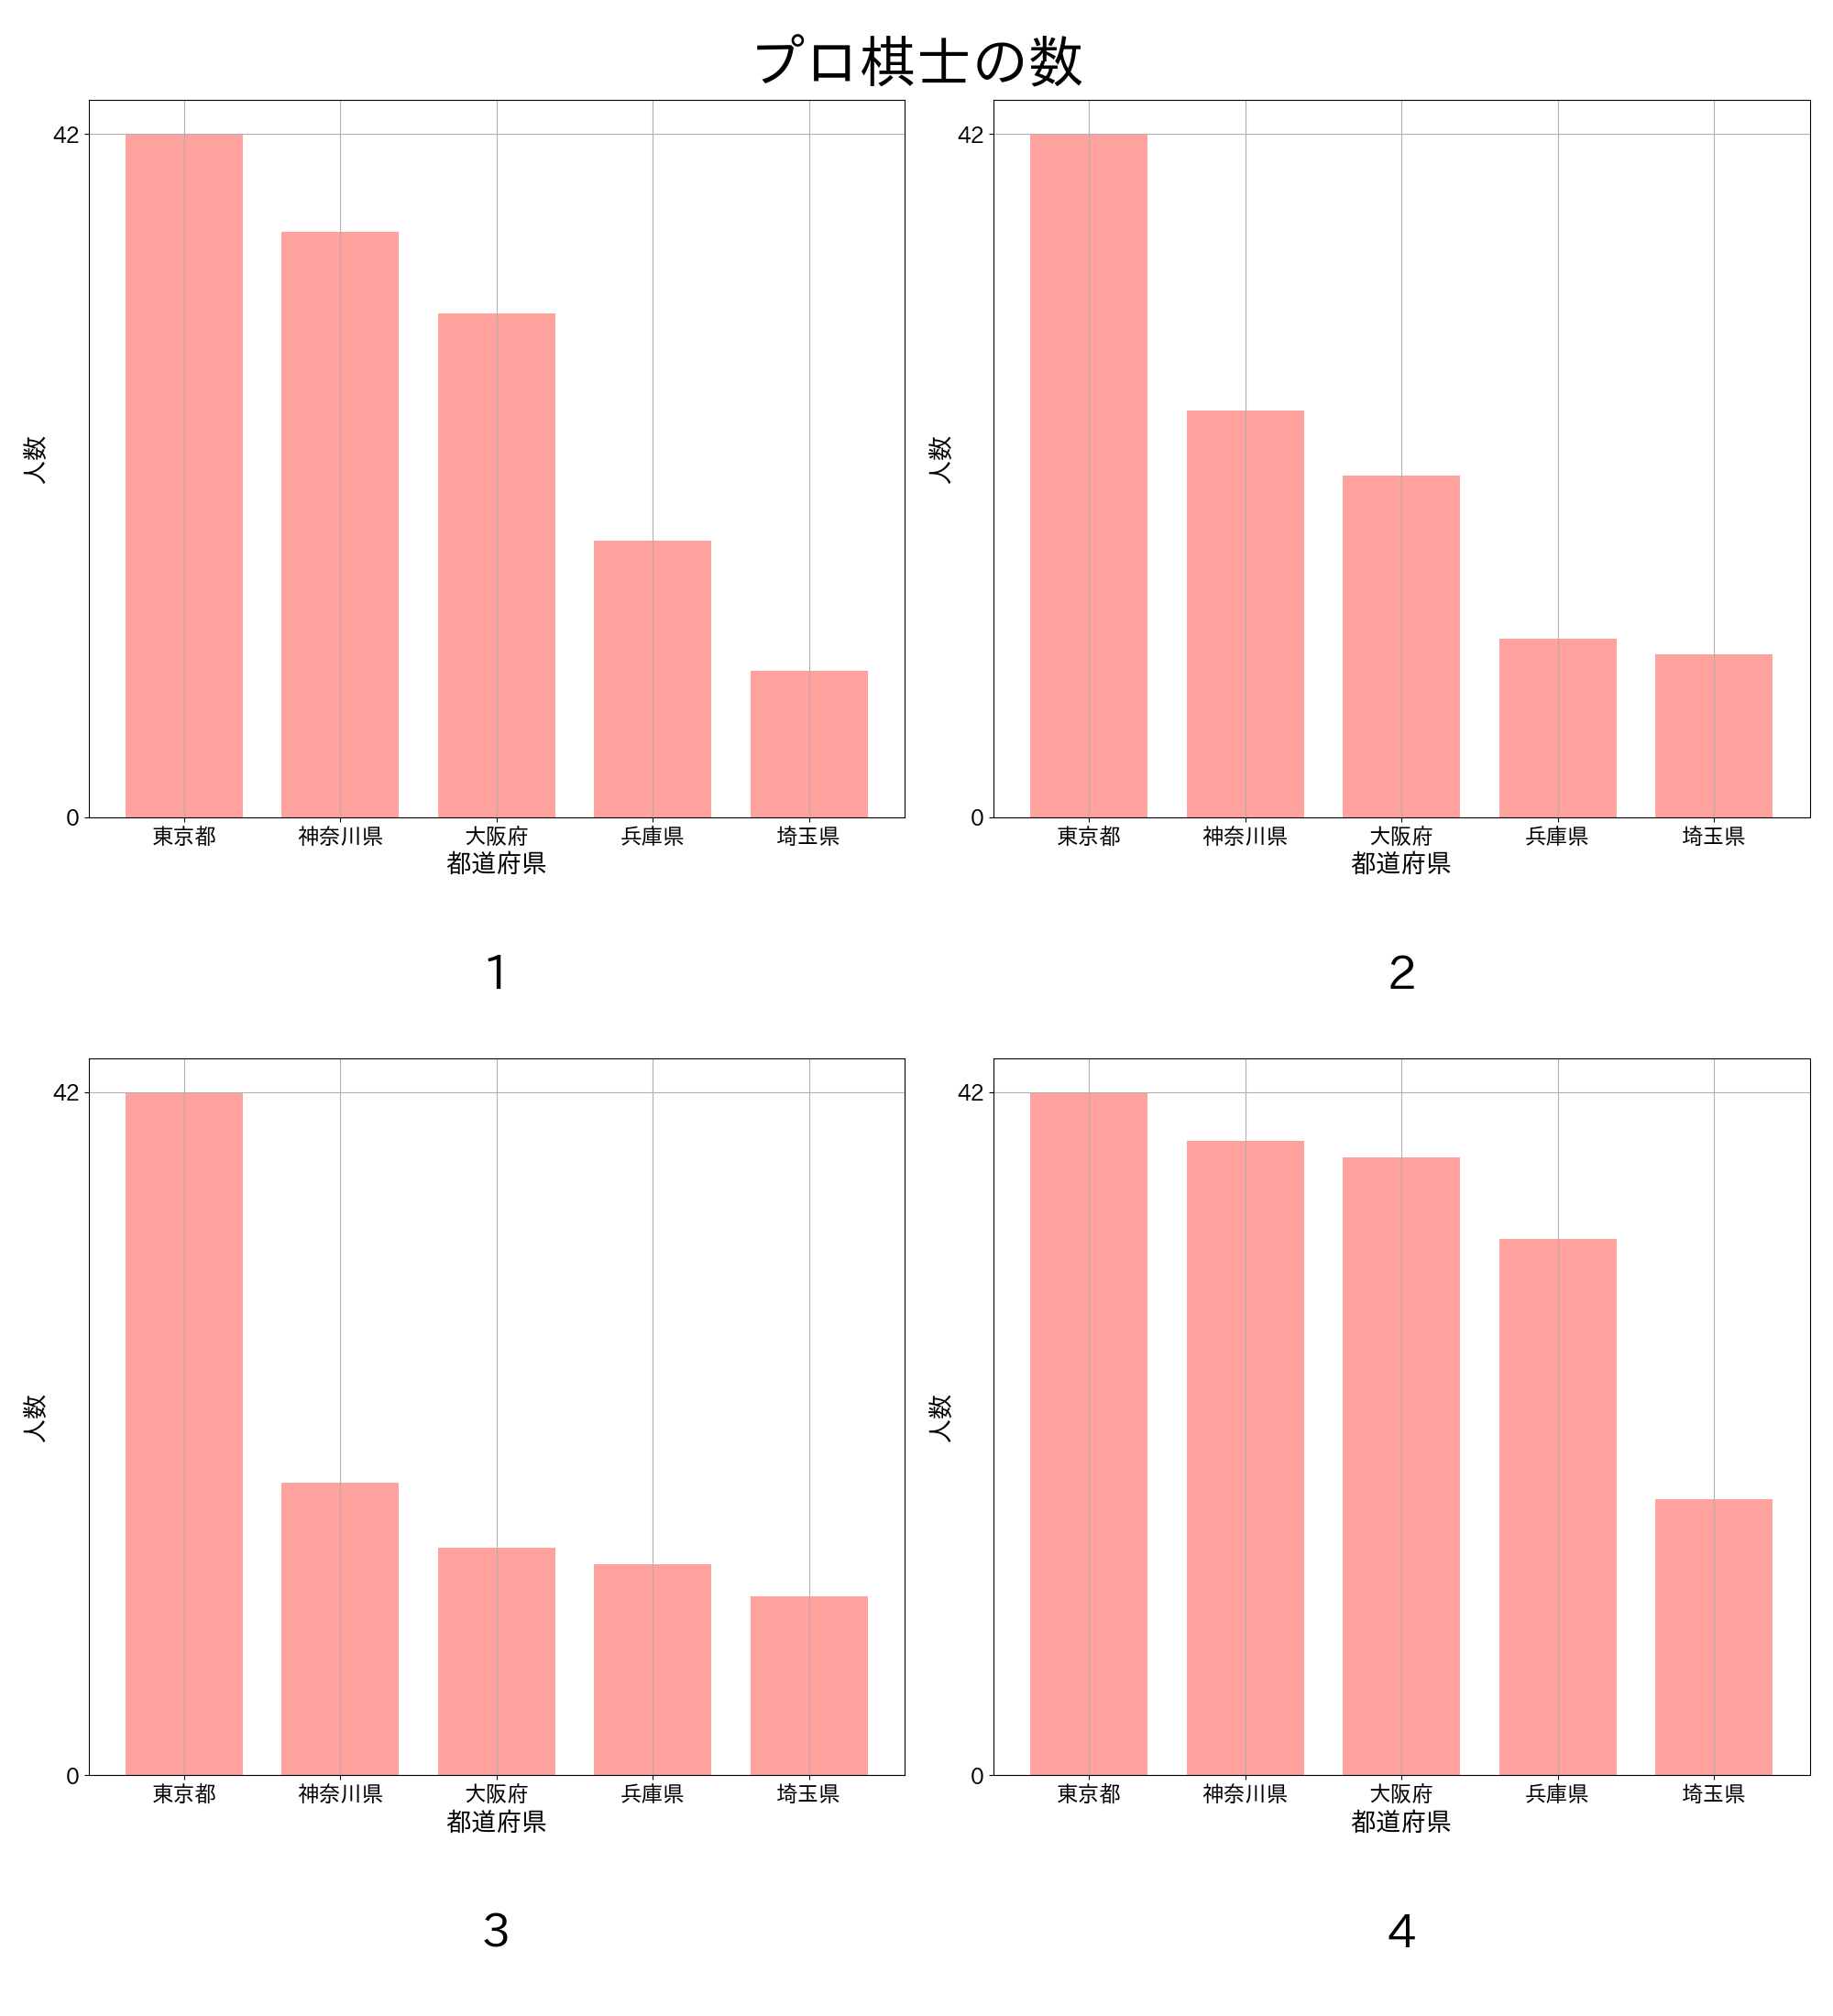 プロ棋士の数
42
人数
0
東京都 神奈川県 大阪府 兵庫県 埼玉県
都道府県
1
42
人数
0
東京都 神奈川県 大阪府 兵庫県 埼玉県
都道府県
2
42
人数
0
東京都 神奈川県 大阪府 兵庫県 埼玉県
都道府県
3
42
人数
0
東京都 神奈川県 大阪府 兵庫県 埼玉県
都道府県
4